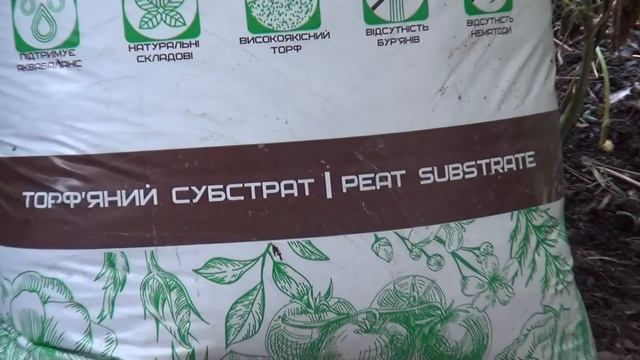 ПІДТРИМУЄ
АКВАБАЛАНС
НАТУРАЛЬНІ
СКЛАДОВІ
ВИСОКОЯКІСНИЙ
ТОРФ
ВІДСУТНІСТЬ
БУР'ЯНІВ
ВІДСУТНІСТЬ
НЕМАТОДИ
ТОРФ'ЯНИЙ СУБСТРАТ | PEAT SUBSTRATE